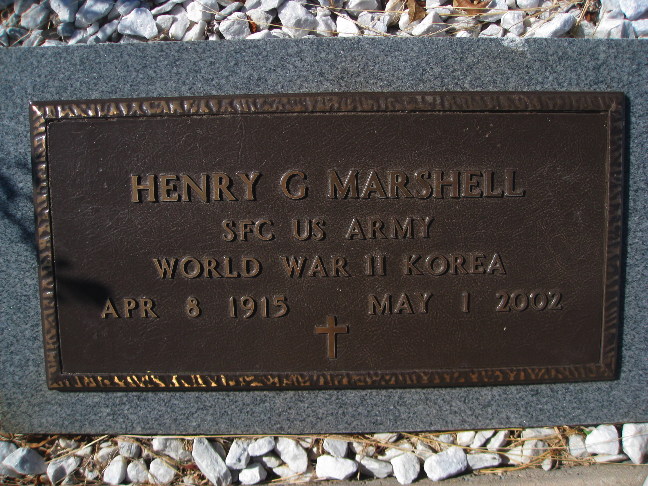 HENRY G MARSHELL
SFC US ARMY
WORLD WAR II KOREA
APR 8 1915 MAY 1 2002